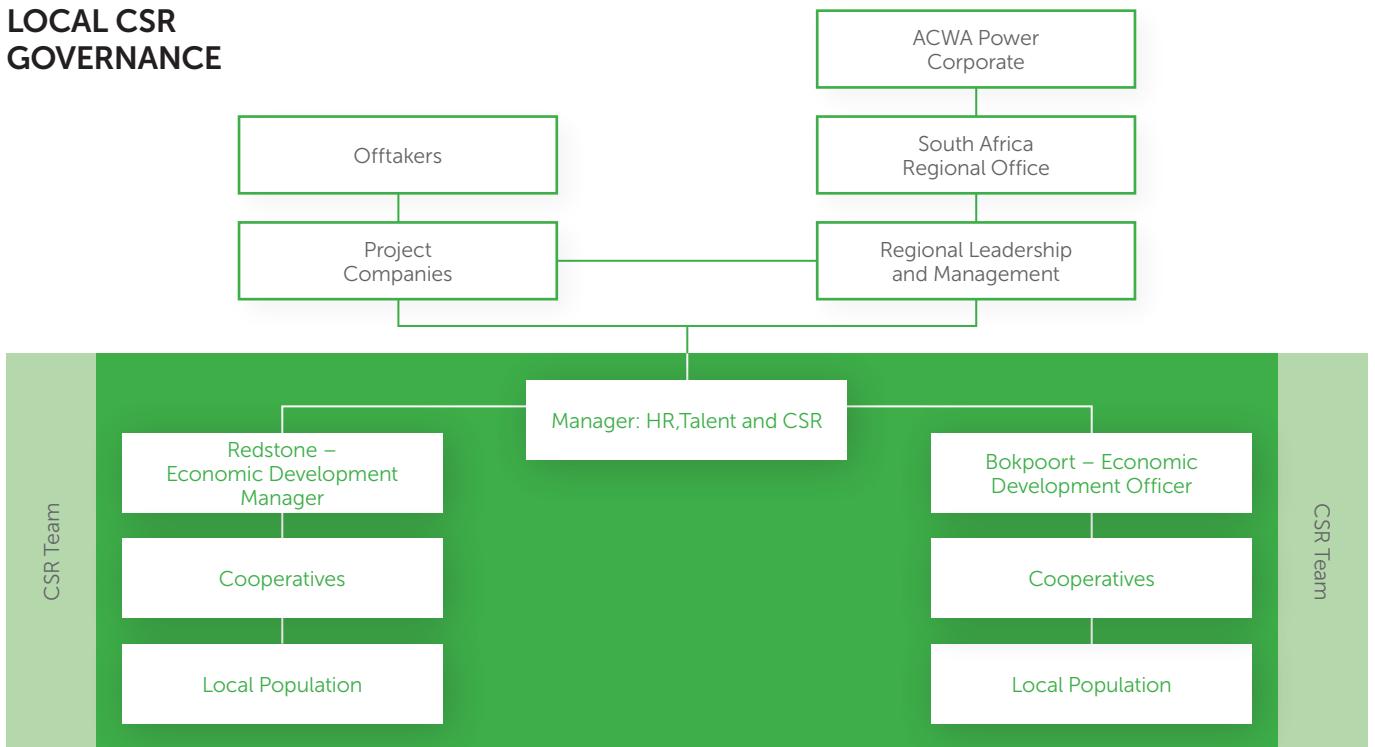 LOCAL CSR
GOVERNANCE
ACWA Power
Corporate
Offtakers
South Africa
Regional Office
Project
Companies
Regional Leadership
and Management
Manager: HR,Talent and CSR
Redstone –
Economic Development
Manager
Bokpoort – Economic
Development Officer
CSR Team
CSR Team
Cooperatives
Cooperatives
Local Population
Local Population